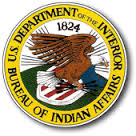 U.S. DEPARTMENT OF THE INTERIOR
1824
BUREAU OF INDIAN AFFAIRS